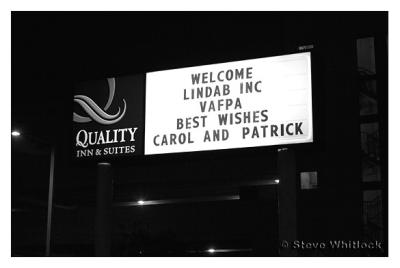 WELCOME
LINDAB INC
VAFPA
BEST WISHES
CAROL AND PATRICK
QUALITY
INN & SUITES
© Steve Whitlock